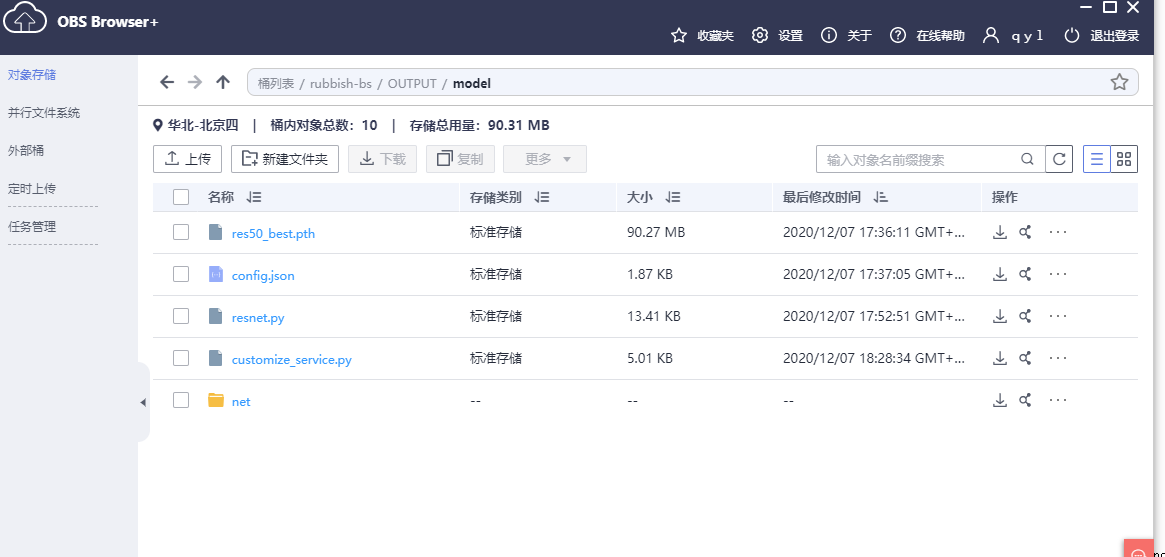 OBS Browser+
收藏夹 设置 关于 在线帮助 q y l 退出登录
对象存储
并行文件系统
外部桶
定时上传
任务管理
桶列表 / rubbish-bs / OUTPUT / model
华北-北京四 | 桶内对象总数：10 | 存储总用量：90.31 MB
上传 新建文件夹 下载 复制 更多 输入对象名前缀搜索
名称 存储类别 大小 最后修改时间 操作
res50_best.pth 标准存储 90.27 MB 2020/12/07 17:36:11 GMT+... ...
config.json 标准存储 1.87 KB 2020/12/07 17:37:05 GMT+... ...
resnet.py 标准存储 13.41 KB 2020/12/07 17:52:51 GMT+... ...
customize_service.py 标准存储 5.01 KB 2020/12/07 18:28:34 GMT+... ...
net -- -- -- ...